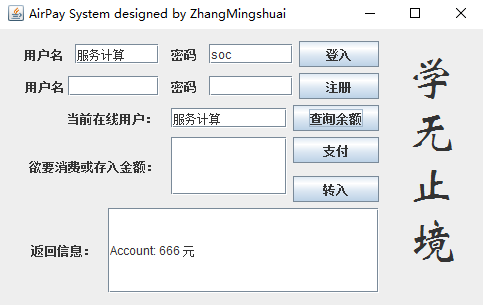 AirPay System designed by ZhangMingshuai
用户名 服务计算 密码 soc 登入
用户名 密码 注册
当前在线用户： 服务计算 查询余额
欲要消费或存入金额： 支付
转入
返回信息： Account: 666 元
学
无
止
境